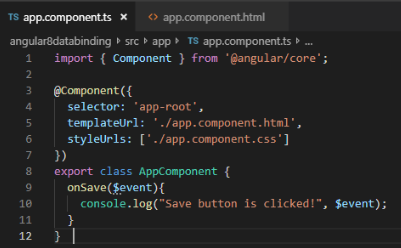 TS app.component.ts × <> app.component.html
angular8databinding > src > app > TS app.component.ts > ...
1 import { Component } from '@angular/core';
2
3 @Component({
4 selector: 'app-root',
5 templateUrl: './app.component.html',
6 styleUrls: ['./app.component.css']
7 })
8 export class AppComponent {
9 onSave($event){
10 console.log("Save button is clicked!", $event);
11 }
12 }